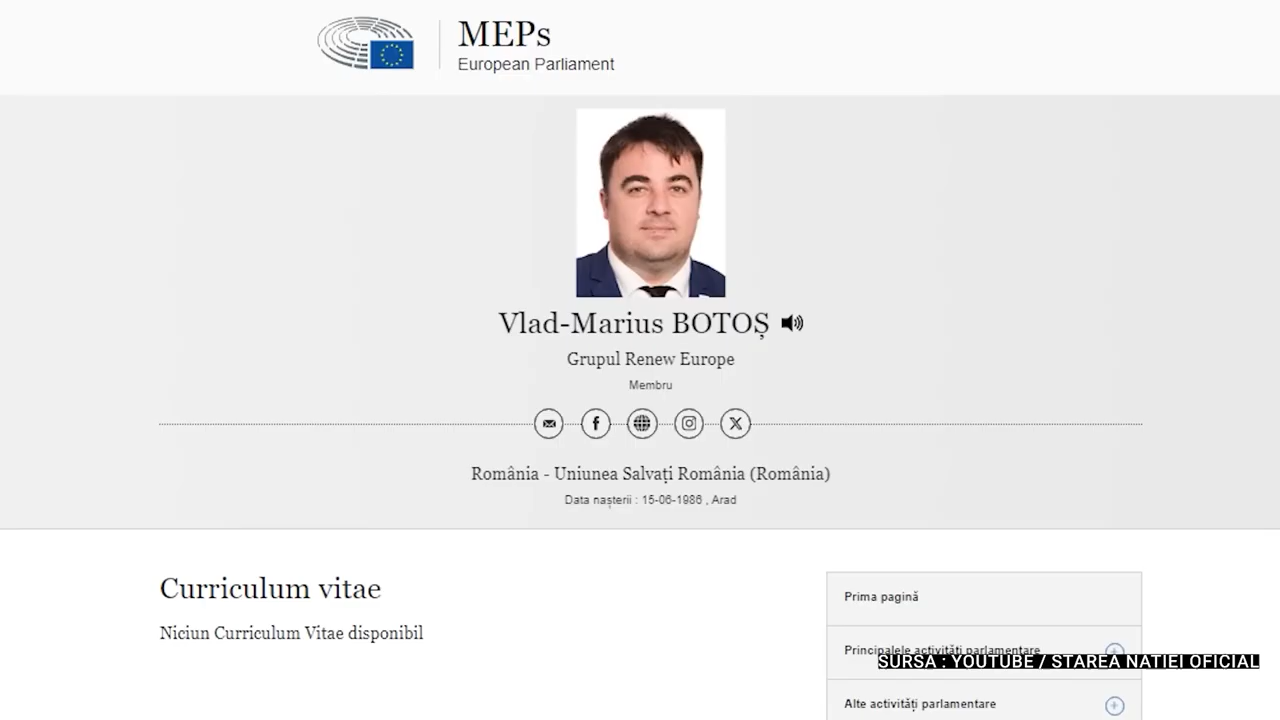 MEPs
European Parliament
Vlad-Marius BOTOȘ
Grupul Renew Europe
Membru
România - Uniunea Salvați România (România)
Data nașterii : 15-06-1986 , Arad
Curriculum vitae
Niciun Curriculum Vitae disponibil
Prima pagină
Principalele activități parlamentare
SURSA : YOUTUBE / STAREA NATIEI OFICIAL
Alte activități parlamentare